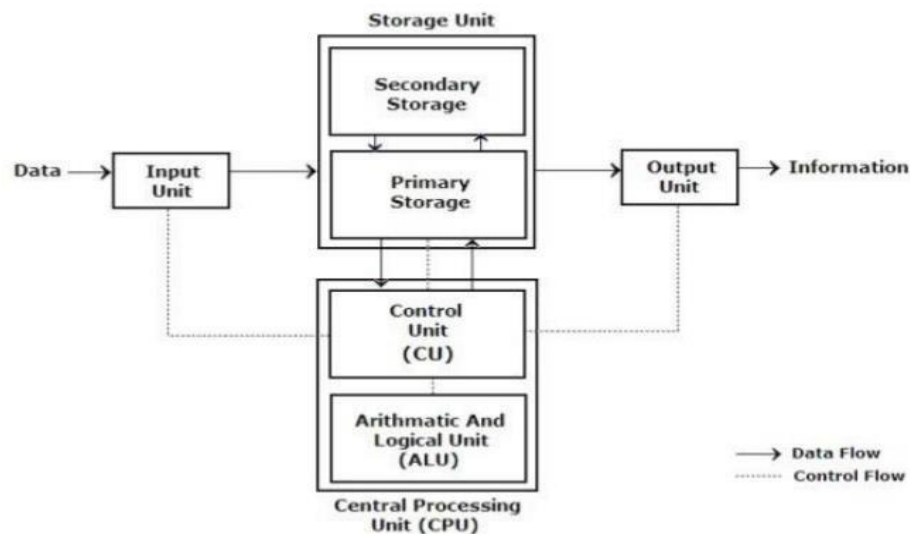 Storage Unit
Secondary
Storage
Data
Input
Unit
Primary
Storage
Output
Unit
Information
Control
Unit
(CU)
Arithmatic And
Logical Unit
(ALU)
Central Processing
Unit (CPU)
Data Flow
Control Flow